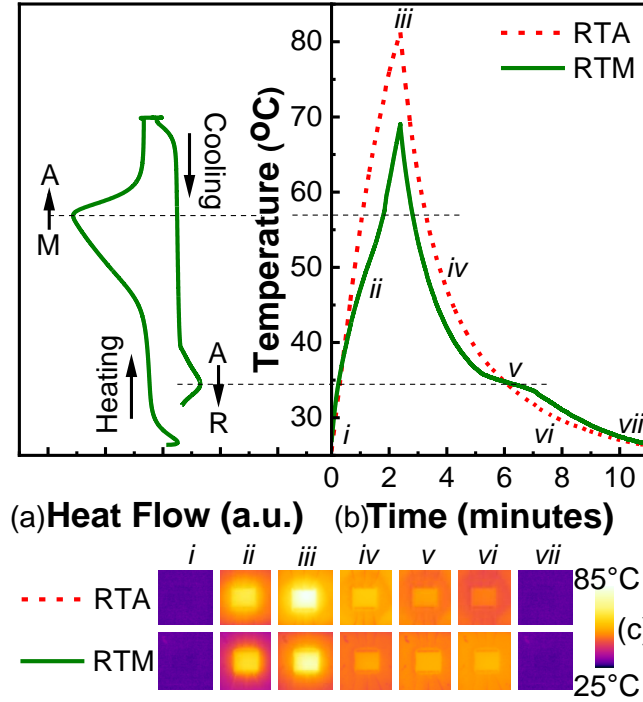 80
70
60
50
40
30
Temperature (°C)
iii
RTA
RTM
Cooling
A
M
Heating
A
R
ii
iv
v
i
vi
vii
0 2 4 6 8 10
(a) Heat Flow (a.u.)
(b) Time (minutes)
i ii iii iv v vi vii
RTA
RTM
85°C
(c)
25°C